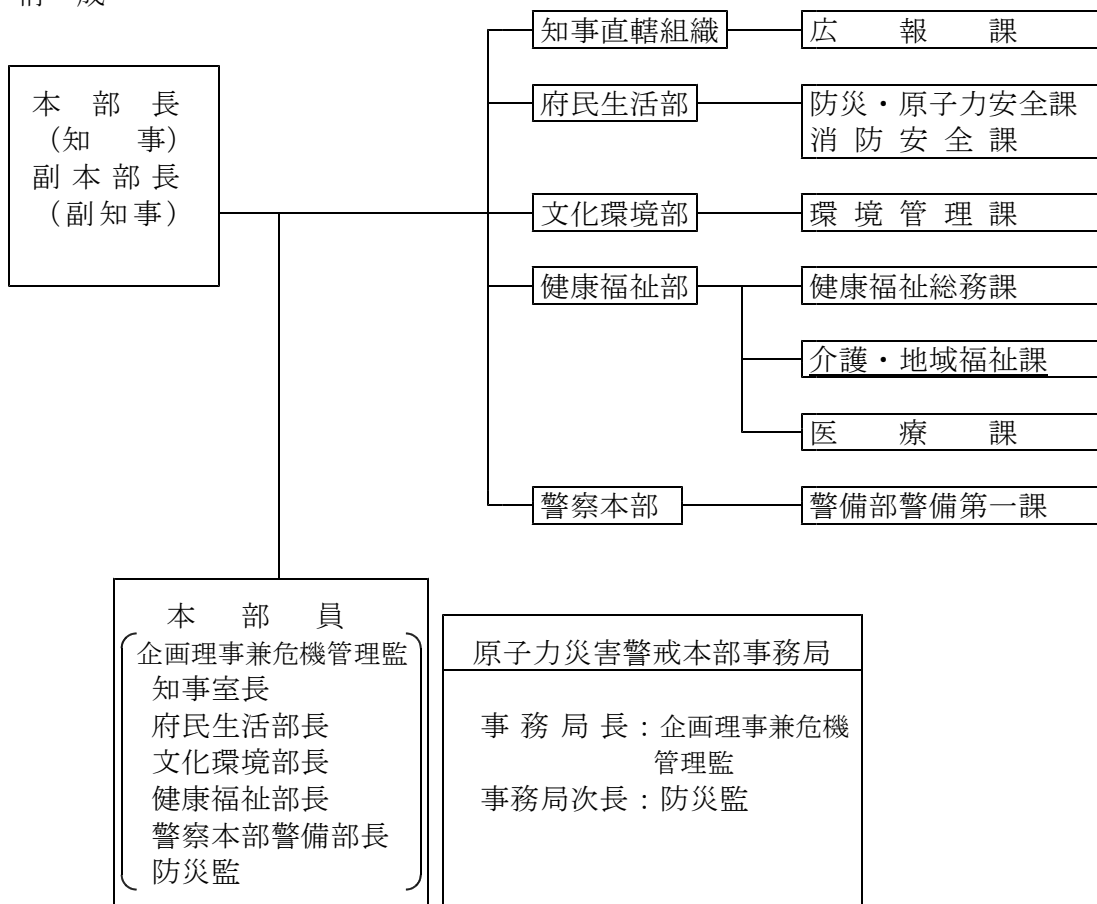 構成
本部長
（知事）
副本部長
（副知事）
知事直轄組織
広報課
府民生活部
防災・原子力安全課
消防安全課
文化環境部
環境管理課
健康福祉部
健康福祉総務課
介護・地域福祉課
医療課
警察本部
警備部警備第一課
本部員
企画理事兼危機管理監
知事室長
府民生活部長
文化環境部長
健康福祉部長
警察本部警備部長
防災監
原子力災害警戒本部事務局
事務局長：企画理事兼危機
管理監
事務局次長：防災監